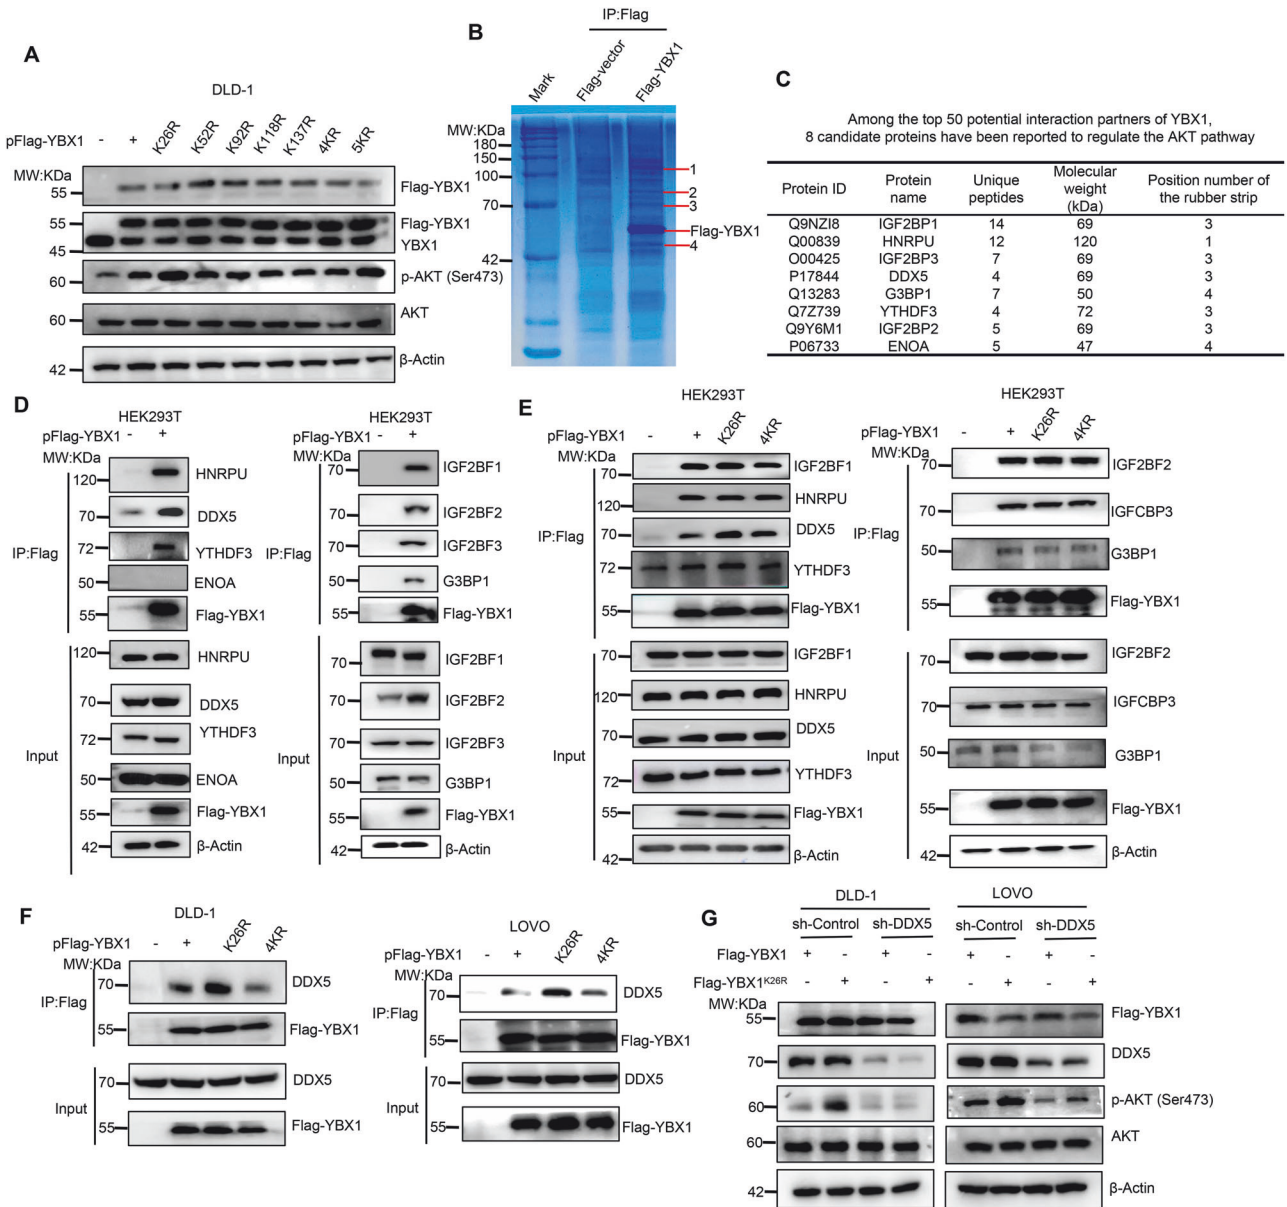 A
DLD-1
pFlag-YBX1 - + K26R K52R K92R K118R K137R 4KR 5KR
MW:KDa
55 Flag-YBX1
55 Flag-YBX1
YBX1
45
p-AKT (Ser473)
60
AKT
60
β-Actin
42
B
IP:Flag
Mark Flag-vector Flag-YBX1
MW:KDa
180
150
100
70
42
1
2
3
Flag-YBX1
4
C
Among the top 50 potential interaction partners of YBX1,
8 candidate proteins have been reported to regulate the AKT pathway
Protein ID Protein name Unique peptides Molecular weight (kDa) Position number of the rubber strip
Q9NZI8 IGF2BP1 14 69 3
Q00839 HNRPU 12 120 1
O00425 IGF2BP3 7 69 3
P17844 DDX5 4 69 3
Q13283 G3BP1 7 50 4
Q7Z739 YTHDF3 4 72 3
Q9Y6M1 IGF2BP2 5 69 3
P06733 ENOA 5 47 4
D
HEK293T
pFlag-YBX1 - +
MW:KDa
IP:Flag
120 HNRPU
70 DDX5
72 YTHDF3
50 ENOA
55 Flag-YBX1
Input
120 HNRPU
70 DDX5
72 YTHDF3
50 ENOA
55 Flag-YBX1
42 β-Actin
HEK293T
pFlag-YBX1 - +
MW:KDa
IP:Flag
70 IGF2BF1
70 IGF2BF2
70 IGF2BF3
50 G3BP1
55 Flag-YBX1
Input
70 IGF2BF1
70 IGF2BF2
70 IGF2BF3
50 G3BP1
55 Flag-YBX1
42 β-Actin
E
HEK293T
pFlag-YBX1 - + K26R 4KR
MW:KDa
IP:Flag
70 IGF2BF1
120 HNRPU
70 DDX5
72 YTHDF3
55 Flag-YBX1
Input
70 IGF2BF1
120 HNRPU
70 DDX5
72 YTHDF3
55 Flag-YBX1
42 β-Actin
HEK293T
pFlag-YBX1 - + K26R 4KR
MW:KDa
IP:Flag
70 IGF2BF2
70 IGFCBP3
50 G3BP1
55 Flag-YBX1
Input
70 IGF2BF2
70 IGFCBP3
50 G3BP1
55 Flag-YBX1
42 β-Actin
F
DLD-1
pFlag-YBX1 - + K26R 4KR
MW:KDa
IP:Flag
70 DDX5
55 Flag-YBX1
Input
70 DDX5
55 Flag-YBX1
LOVO
pFlag-YBX1 - + K26R 4KR
MW:KDa
IP:Flag
70 DDX5
55 Flag-YBX1
Input
70 DDX5
55 Flag-YBX1
G
DLD-1 LOVO
sh-Control sh-DDX5 sh-Control sh-DDX5
Flag-YBX1 + - + - + - + -
Flag-YBX1K26R - + - + - + - +
MW:KDa
55 Flag-YBX1
70 DDX5
60 p-AKT (Ser473)
60 AKT
42 β-Actin